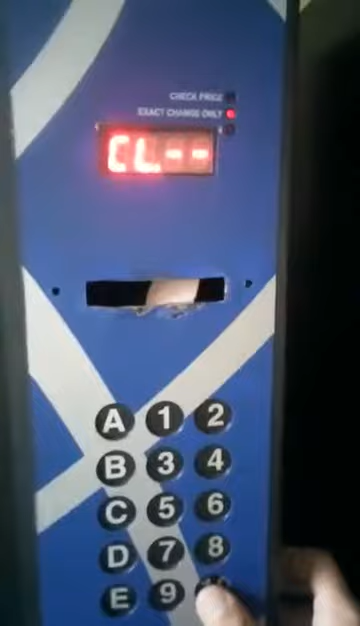 CHECK PRICE
EXACT CHANGE ONLY
CL--
A 1 2
B 3 4
C 5 6
D 7 8
E 9